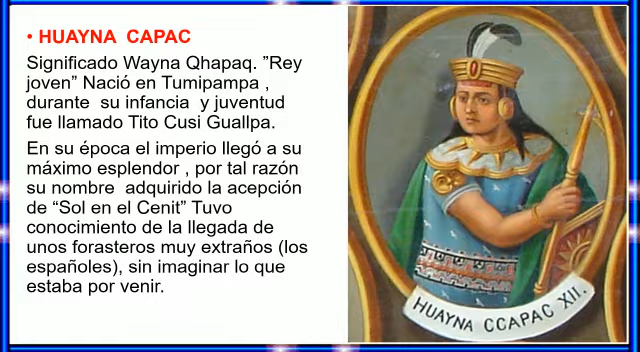 • HUAYNA CAPAC
Significado Wayna Qhapaq. ”Rey
joven” Nació en Tumipampa ,
durante su infancia y juventud
fue llamado Tito Cusi Guallpa.
En su época el imperio llegó a su
máximo esplendor , por tal razón
su nombre adquirido la acepción
de “Sol en el Cenit” Tuvo
conocimiento de la llegada de
unos forasteros muy extraños (los
españoles), sin imaginar lo que
estaba por venir.
HUAYNA CCAPAC XII.